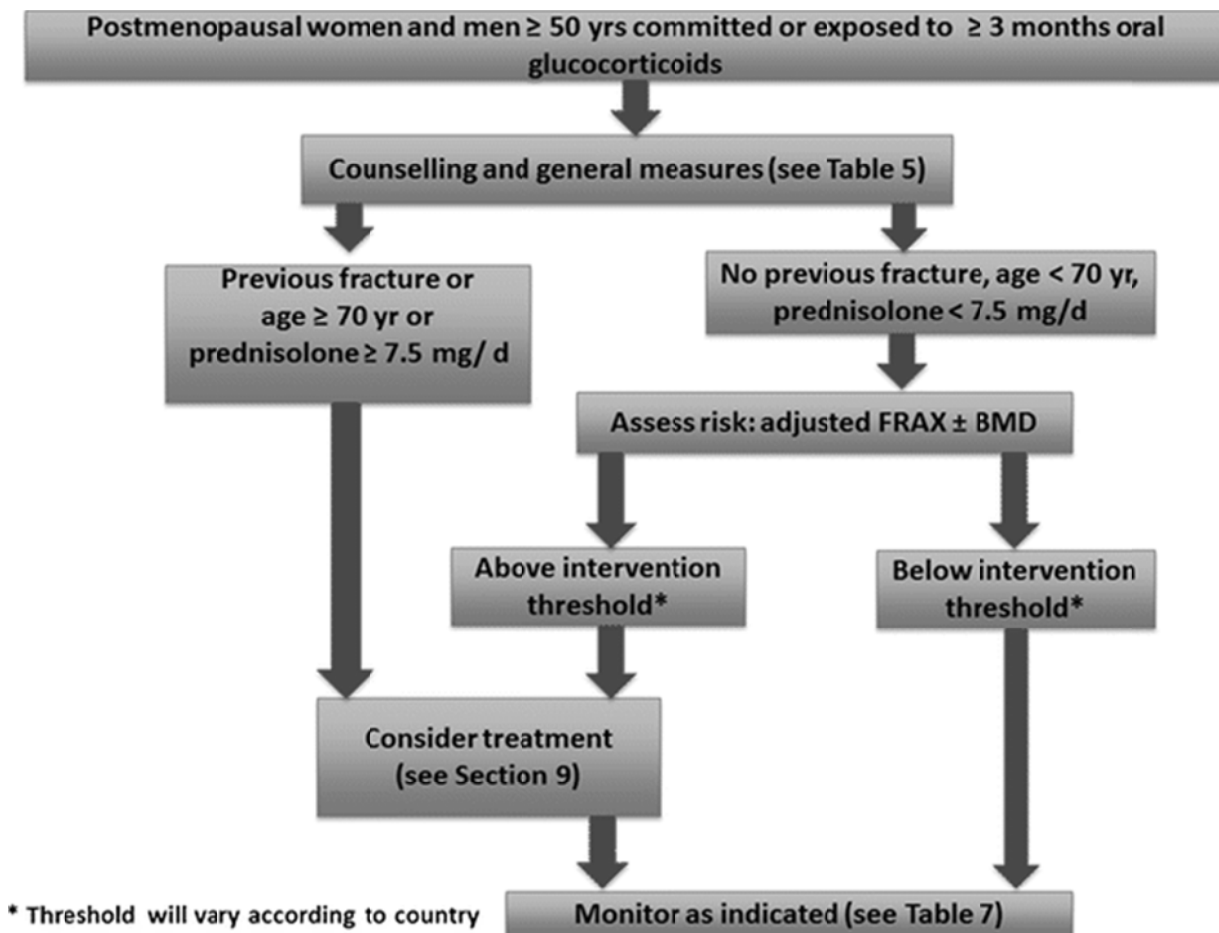 Postmenopausal women and men ≥ 50 yrs committed or exposed to ≥ 3 months oral
glucocorticoids
Counselling and general measures (see Table 5)
Previous fracture or
age ≥ 70 yr or
prednisolone ≥ 7.5 mg/ d
No previous fracture, age < 70 yr,
prednisolone < 7.5 mg/d
Assess risk: adjusted FRAX ± BMD
Above intervention
threshold*
Below intervention
threshold*
Consider treatment
(see Section 9)
Monitor as indicated (see Table 7)
* Threshold will vary according to country